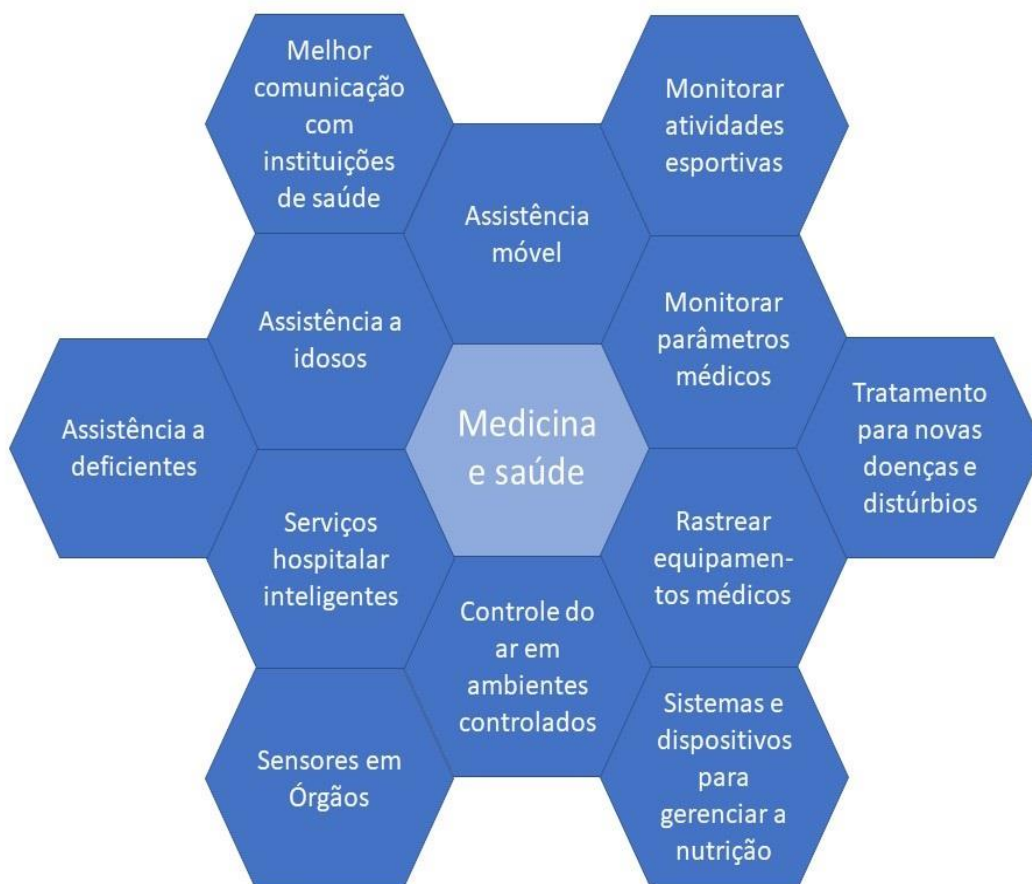 Melhor
comunicação
com
instituições
de saúde
Monitorar
atividades
esportivas
Assistência
móvel
Assistência a
idosos
Monitorar
parâmetros
médicos
Assistência a
deficientes
Medicina
e saúde
Tratamento
para novas
doenças e
distúrbios
Serviços
hospitalar
inteligentes
Rastrear
equipamen-
tos médicos
Controle do
ar em
ambientes
controlados
Sensores em
Órgãos
Sistemas e
dispositivos
para
gerenciar a
nutrição